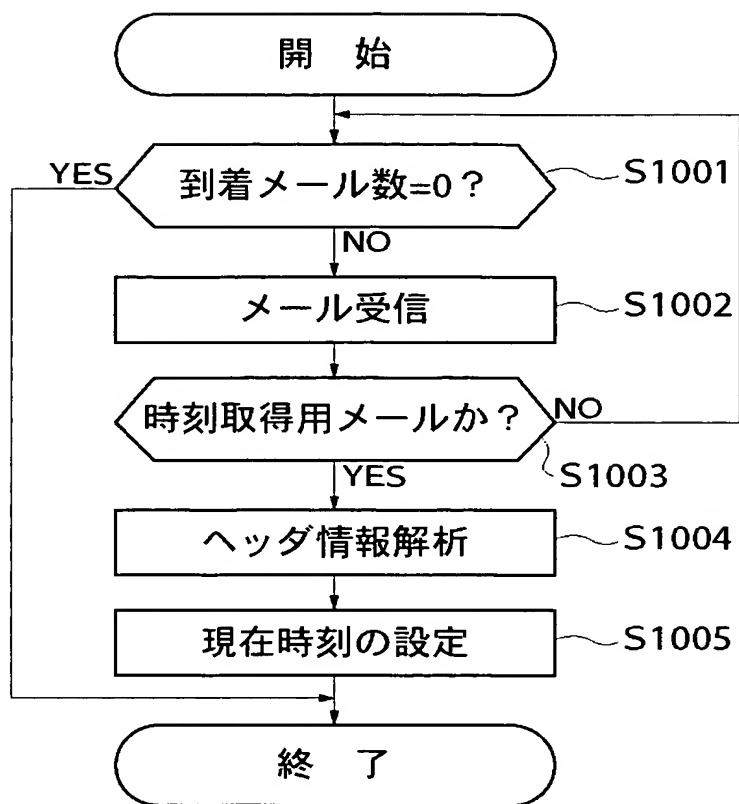 開 始
YES 到着メール数=0? S1001
NO
メール受信 S1002
時刻取得用メールか? NO
S1003
YES
ヘッダ情報解析 S1004
現在時刻の設定 S1005
終 了